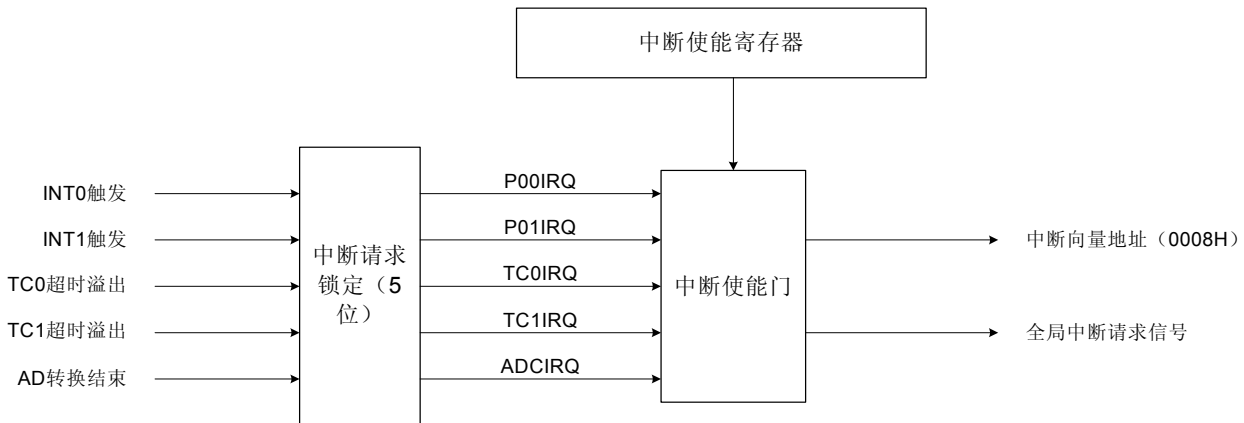 中断使能寄存器
INT0触发
INT1触发
TC0超时溢出
TC1超时溢出
AD转换结束
中断请求
锁定（5
位）
P00IRQ
P01IRQ
TC0IRQ
TC1IRQ
ADCIRQ
中断使能门
中断向量地址（0008H）
全局中断请求信号